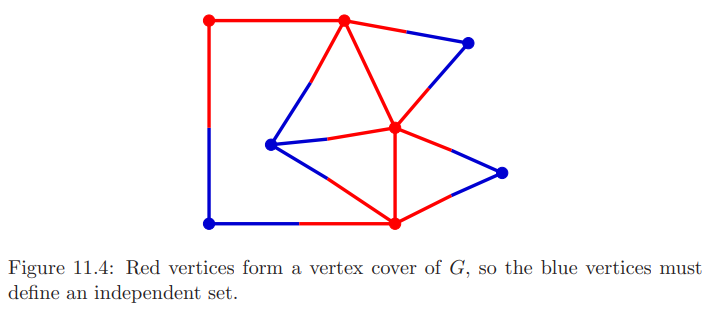 Figure 11.4: Red vertices form a vertex cover of G, so the blue vertices must
define an independent set.